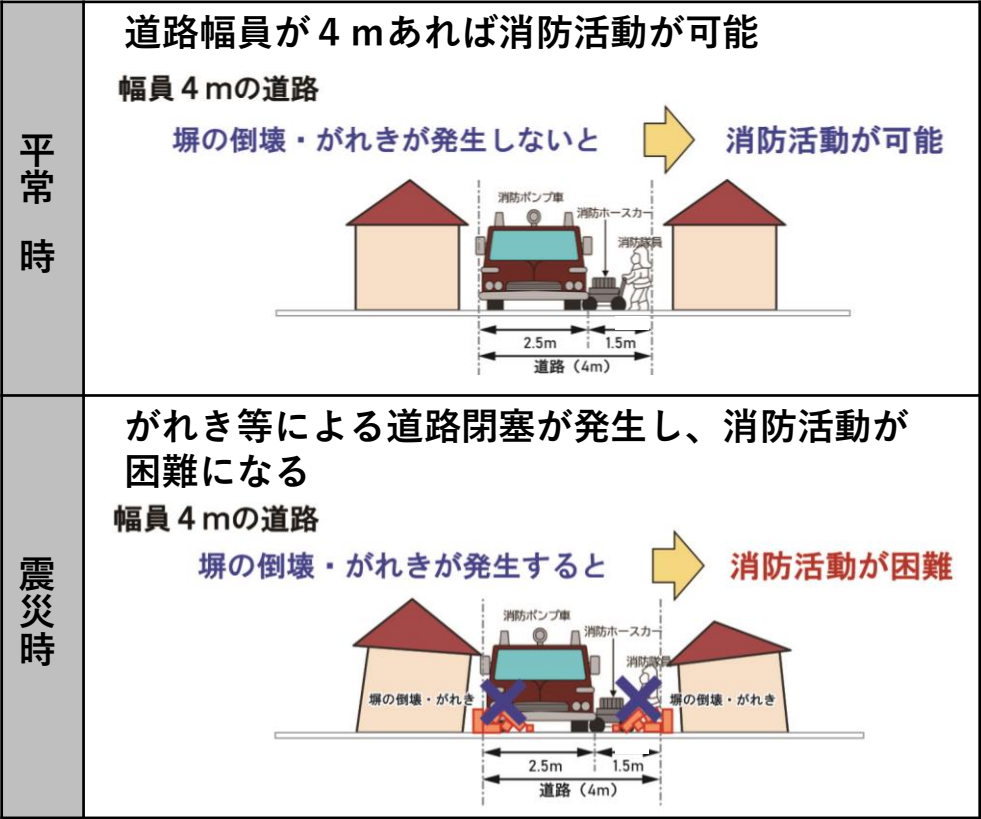 平常 時
道路幅員が４ｍあれば消防活動が可能
幅員４ｍの道路
塀の倒壊・がれきが発生しないと
消防活動が可能
消防ポンプ車
消防ホースカー
消防隊員
2.5m
1.5m
道路（4m）
震災時
がれき等による道路閉塞が発生し、消防活動が
困難になる
幅員４ｍの道路
塀の倒壊・がれきが発生すると
消防活動が困難
消防ポンプ車
消防ホースカー
消防隊員
塀の倒壊・がれき
塀の倒壊・がれき
2.5m
1.5m
道路（4m）